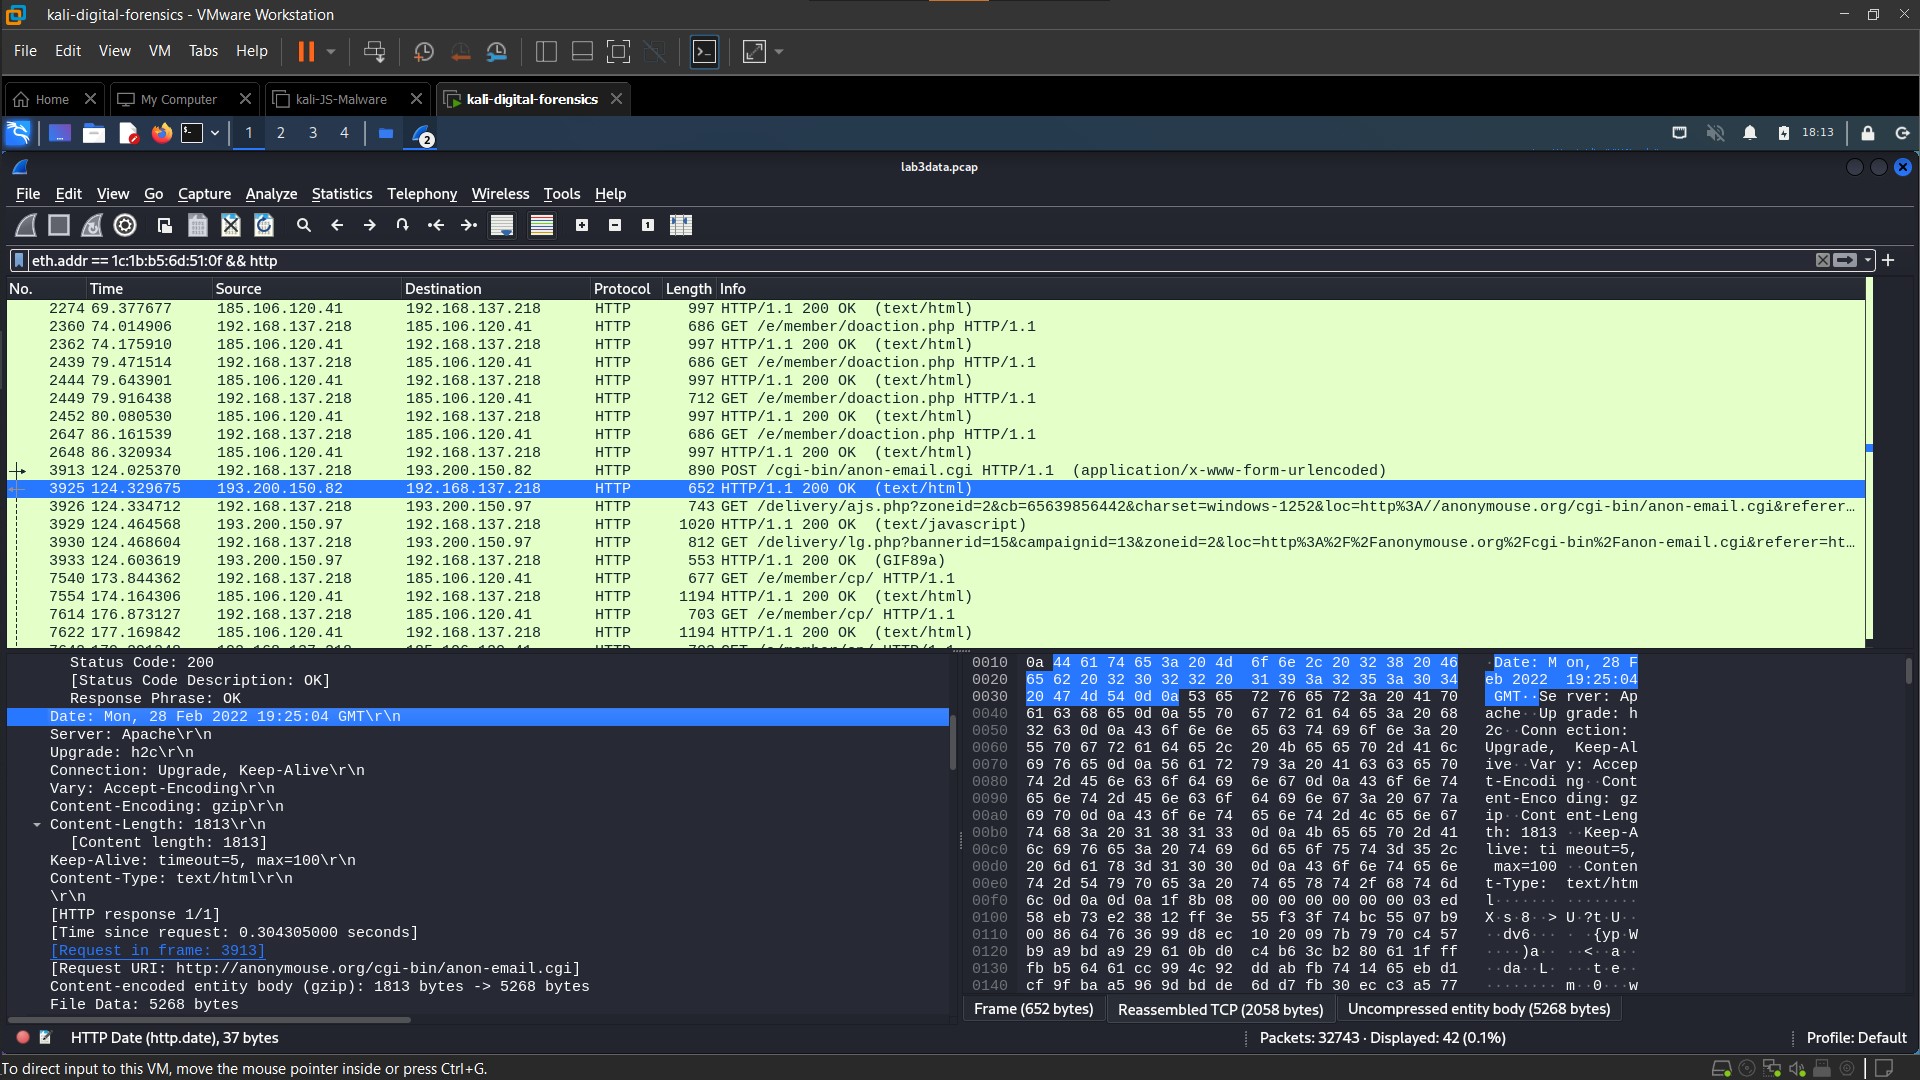 kali-digital-forensics - VMware Workstation
File Edit View VM Tabs Help
Home My Computer kali-JS-Malware kali-digital-forensics
1 2 3 4 2 18:13
lab3data.pcap
File Edit View Go Capture Analyze Statistics Telephony Wireless Tools Help
eth.addr == 1c:1b:b5:6d:51:0f && http
No. Time Source Destination Protocol Length Info
2274 69.377677 185.106.120.41 192.168.137.218 HTTP 997 HTTP/1.1 200 OK (text/html)
2360 74.014906 192.168.137.218 185.106.120.41 HTTP 686 GET /e/member/doaction.php HTTP/1.1
2362 74.175910 185.106.120.41 192.168.137.218 HTTP 997 HTTP/1.1 200 OK (text/html)
2439 79.471514 192.168.137.218 185.106.120.41 HTTP 686 GET /e/member/doaction.php HTTP/1.1
2444 79.643901 185.106.120.41 192.168.137.218 HTTP 997 HTTP/1.1 200 OK (text/html)
2449 79.916438 192.168.137.218 185.106.120.41 HTTP 712 GET /e/member/doaction.php HTTP/1.1
2452 80.080530 185.106.120.41 192.168.137.218 HTTP 997 HTTP/1.1 200 OK (text/html)
2647 86.161539 192.168.137.218 185.106.120.41 HTTP 686 GET /e/member/doaction.php HTTP/1.1
2648 86.320934 185.106.120.41 192.168.137.218 HTTP 997 HTTP/1.1 200 OK (text/html)
3913 124.025370 192.168.137.218 193.200.150.82 HTTP 890 POST /cgi-bin/anon-email.cgi HTTP/1.1 (application/x-www-form-urlencoded)
3925 124.329675 193.200.150.82 192.168.137.218 HTTP 652 HTTP/1.1 200 OK (text/html)
3926 124.334712 192.168.137.218 193.200.150.97 HTTP 743 GET /delivery/ajs.php?zoneid=2&cb=65639856442&charset=windows-1252&loc=http%3A//anonymouse.org/cgi-bin/anon-email.cgi&referer…
3929 124.464568 193.200.150.97 192.168.137.218 HTTP 1020 HTTP/1.1 200 OK (text/javascript)
3930 124.468604 192.168.137.218 193.200.150.97 HTTP 812 GET /delivery/lg.php?bannerid=15&campaignid=13&zoneid=2&loc=http%3A%2F%2Fanonymouse.org%2Fcgi-bin%2Fanon-email.cgi&referer=ht…
3933 124.603619 193.200.150.97 192.168.137.218 HTTP 553 HTTP/1.1 200 OK (GIF89a)
7540 173.844362 192.168.137.218 185.106.120.41 HTTP 677 GET /e/member/cp/ HTTP/1.1
7554 174.164306 185.106.120.41 192.168.137.218 HTTP 1194 HTTP/1.1 200 OK (text/html)
7614 176.873127 192.168.137.218 185.106.120.41 HTTP 703 GET /e/member/cp/ HTTP/1.1
7622 177.169842 185.106.120.41 192.168.137.218 HTTP 1194 HTTP/1.1 200 OK (text/html)
Status Code: 200
[Status Code Description: OK]
Response Phrase: OK
Date: Mon, 28 Feb 2022 19:25:04 GMT\r\n
Server: Apache\r\n
Upgrade: h2c\r\n
Connection: Upgrade, Keep-Alive\r\n
Vary: Accept-Encoding\r\n
Content-Encoding: gzip\r\n
Content-Length: 1813\r\n
[Content length: 1813]
Keep-Alive: timeout=5, max=100\r\n
Content-Type: text/html\r\n
\r\n
[HTTP response 1/1]
[Time since request: 0.304305000 seconds]
[Request in frame: 3913]
[Request URI: http://anonymouse.org/cgi-bin/anon-email.cgi]
Content-encoded entity body (gzip): 1813 bytes -> 5268 bytes
File Data: 5268 bytes
0010 0a 44 61 74 65 3a 20 4d 6f 6e 2c 20 32 38 20 46 ·Date: M on, 28 F
0020 65 62 20 32 30 32 32 20 31 39 3a 32 35 3a 30 34 eb 2022 19:25:04
0030 20 47 4d 54 0d 0a 53 65 72 76 65 72 3a 20 41 70 GMT··Se rver: Ap
0040 61 63 68 65 0d 0a 55 70 67 72 61 64 65 3a 20 68 ache··Up grade: h
0050 32 63 0d 0a 43 6f 6e 6e 65 63 74 69 6f 6e 3a 20 2c··Conn ection:
0060 55 70 67 72 61 64 65 2c 20 4b 65 65 70 2d 41 6c Upgrade, Keep-Al
0070 69 76 65 0d 0a 56 61 72 79 3a 20 41 63 63 65 70 ive··Var y: Accep
0080 74 2d 45 6e 63 6f 64 69 6e 67 0d 0a 43 6f 6e 74 t-Encodi ng··Cont
0090 65 6e 74 2d 45 6e 63 6f 64 69 6e 67 3a 20 67 7a ent-Enco ding: gz
00a0 69 70 0d 0a 43 6f 6e 74 65 6e 74 2d 4c 65 6e 67 ip··Cont ent-Leng
00b0 74 68 3a 20 31 38 31 33 0d 0a 4b 65 65 70 2d 41 th: 1813 ··Keep-A
00c0 6c 69 76 65 3a 20 74 69 6d 65 6f 75 74 3d 35 2c live: ti meout=5,
00d0 20 6d 61 78 3d 31 30 30 0d 0a 43 6f 6e 74 65 6e max=100 ··Conten
00e0 74 2d 54 79 70 65 3a 20 74 65 78 74 2f 68 74 6d t-Type: text/htm
00f0 6c 0d 0a 0d 0a 1f 8b 08 00 00 00 00 00 00 03 ed l······· ········
0100 58 eb 73 e2 38 12 ff 3e 55 f3 3f 74 bc 55 07 b9 X·s·8··> U·?t·U··
0110 00 86 64 76 36 99 d8 ec 10 20 09 7b 79 70 c4 57 ··dv6··· · ·{yp·W
0120 b9 a9 bd a9 29 61 0b d0 c4 b6 3c b2 80 61 1f ff ····)a·· ··<··a··
0130 fb b5 64 61 cc 99 4c 92 dd ab fb 74 14 65 eb d1 ··da··L· ···t·e··
0140 cf 9f ba a5 96 9d bd de 6d d7 fb 30 ec c3 a5 77 ········ m··0···w
Frame (652 bytes) Reassembled TCP (2058 bytes) Uncompressed entity body (5268 bytes)
HTTP Date (http.date), 37 bytes Packets: 32743 · Displayed: 42 (0.1%) Profile: Default
To direct input to this VM, move the mouse pointer inside or press Ctrl+G.